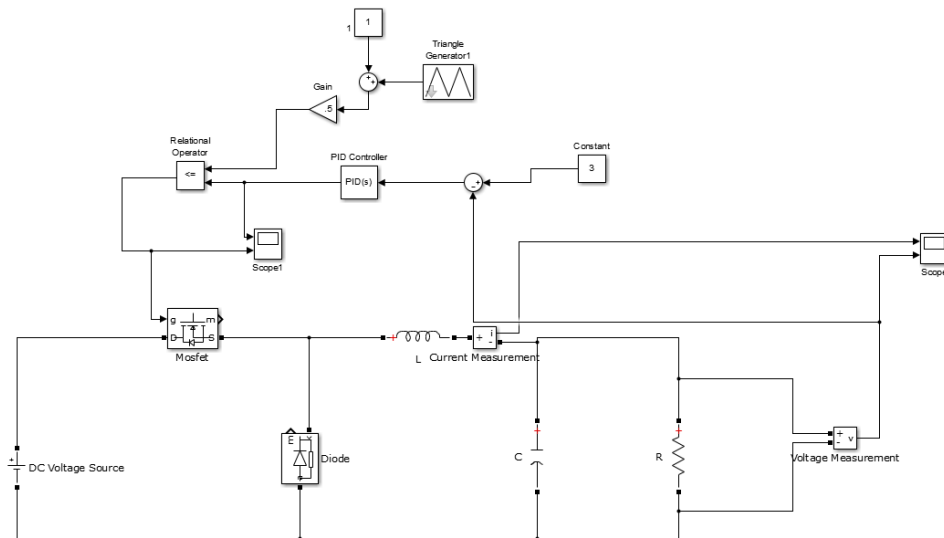 1
1
Triangle
Generator1
Gain
.5
Relational
Operator
<=
PID Controller
PID(s)
Constant
3
Scope1
Scope
g
m
D
S
Mosfet
+
i
-
L
Current Measurement
DC Voltage Source
Diode
C
R
+
-
v
Voltage Measurement